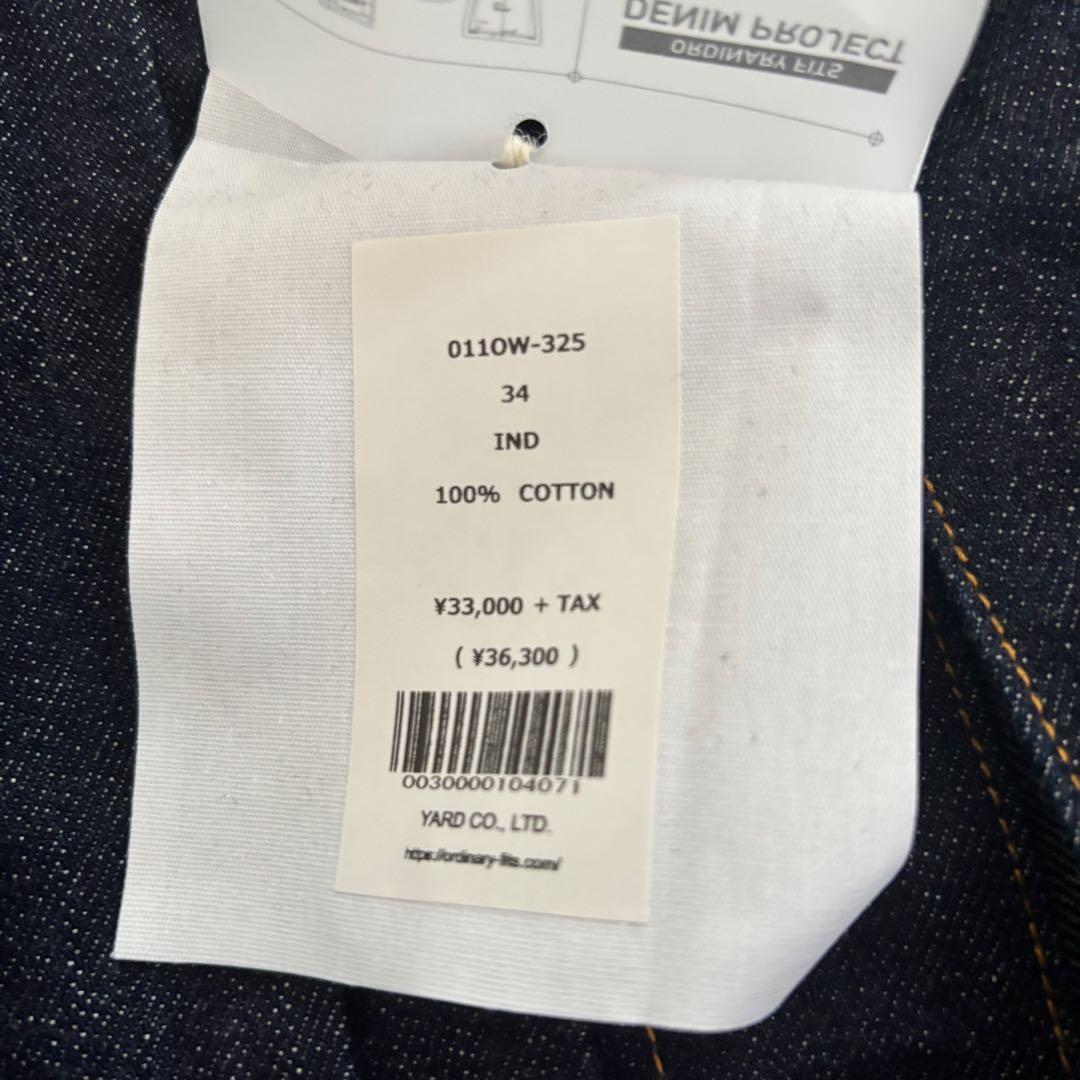 DENIM PROJECT
ORDINARY FITS
011OW-325
34
IND
100% COTTON
¥33,000 + TAX
( ¥36,300 )
0030000104071
YARD CO., LTD.
https://ordinary-fits.com/